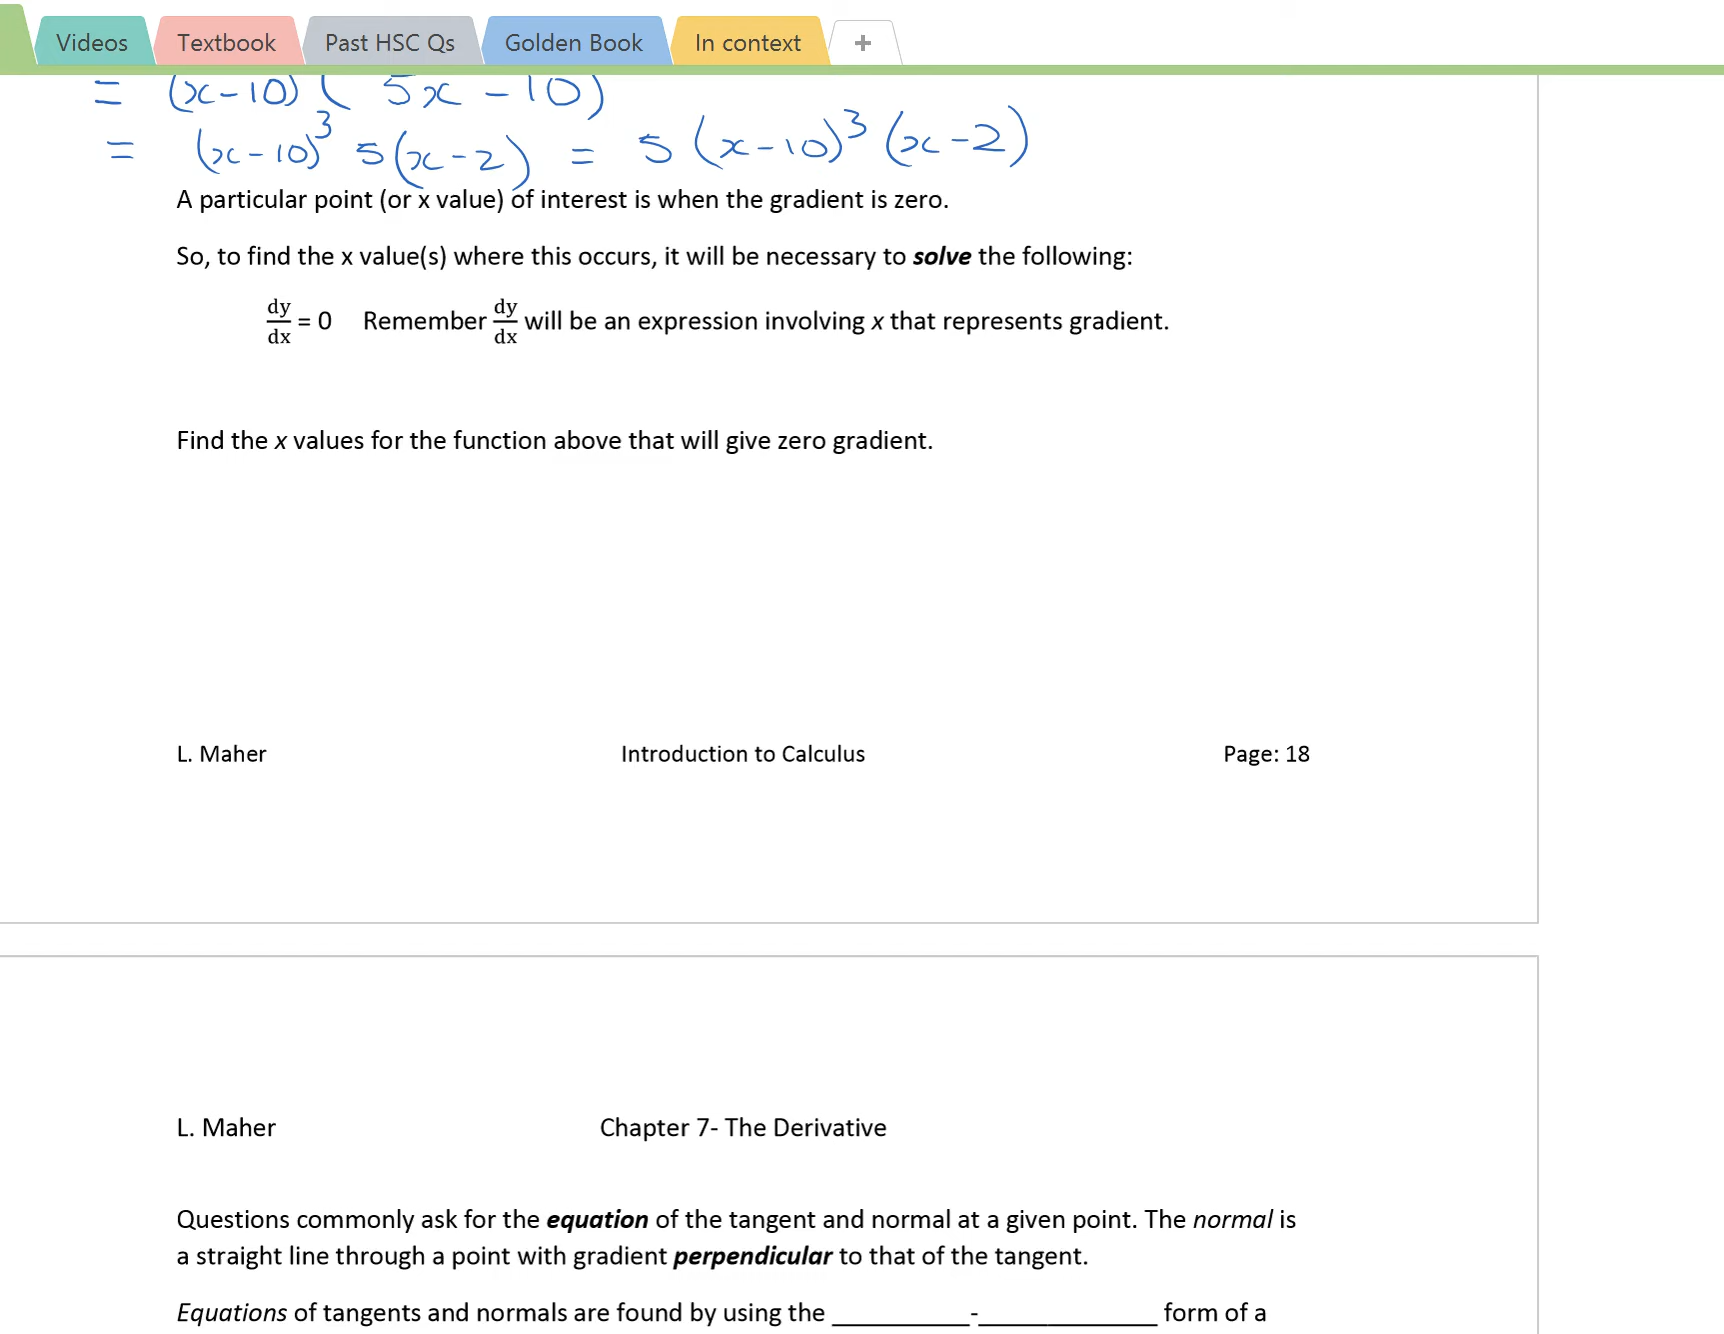 Videos Textbook Past HSC Qs Golden Book In context +
= (x-10) ( 5x - 10)
= (x-10)³ 5(x-2) = 5 (x-10)³ (x-2)
A particular point (or x value) of interest is when the gradient is zero.
So, to find the x value(s) where this occurs, it will be necessary to solve the following:
dy/dx = 0 Remember dy/dx will be an expression involving x that represents gradient.
Find the x values for the function above that will give zero gradient.
L. Maher Introduction to Calculus Page: 18
L. Maher Chapter 7- The Derivative
Questions commonly ask for the equation of the tangent and normal at a given point. The normal is
a straight line through a point with gradient perpendicular to that of the tangent.
Equations of tangents and normals are found by using the __________-_____________ form of a